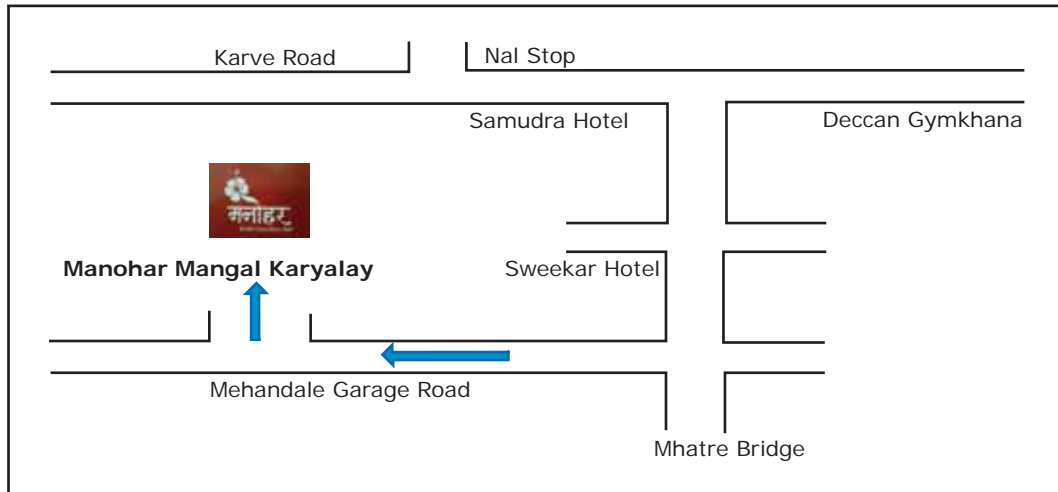 Karve Road
Nal Stop
Samudra Hotel
Deccan Gymkhana
मनोहर
Manohar Mangal Karyalay
Sweekar Hotel
Mehandale Garage Road
Mhatre Bridge